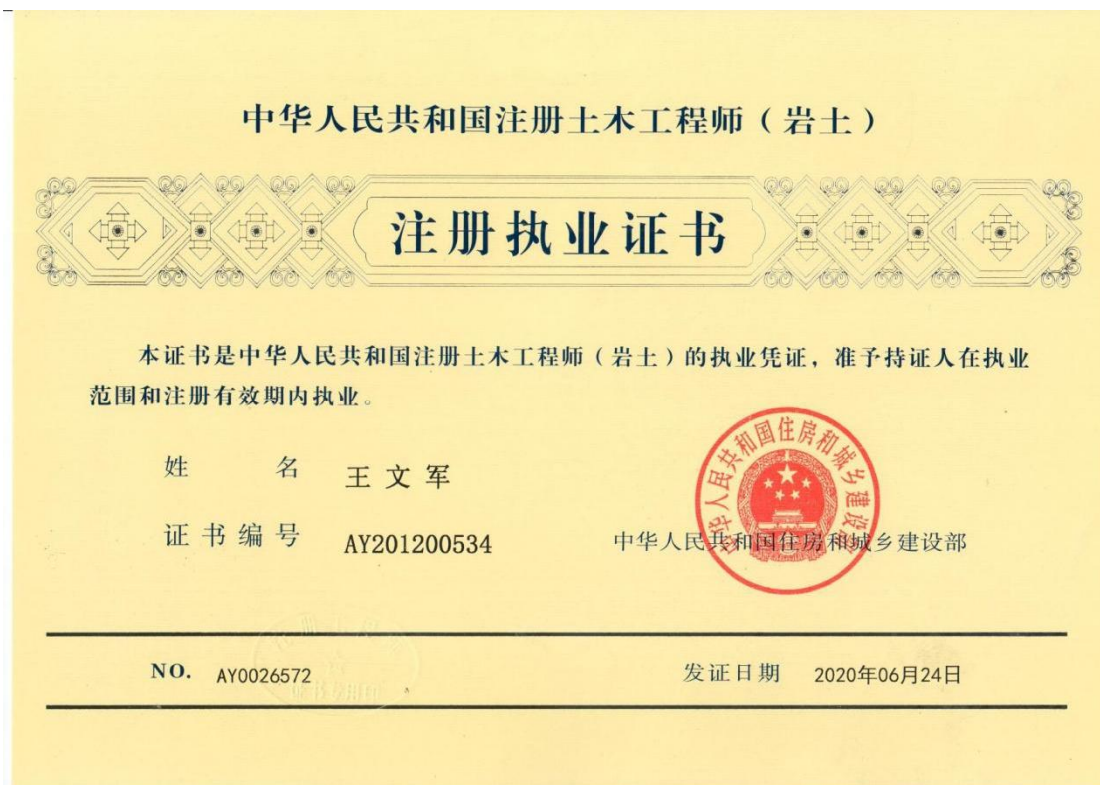 中华人民共和国注册土木工程师（岩土）
注册执业证书
本证书是中华人民共和国注册土木工程师（岩土）的执业凭证，准予持证人在执业
范围和注册有效期内执业。
姓 名 王文军
中华人民共和国住房和城乡建设部
证书编号 AY201200534
中华人民共和国住房和城乡建设部
NO. AY0026572
发证日期 2020年06月24日